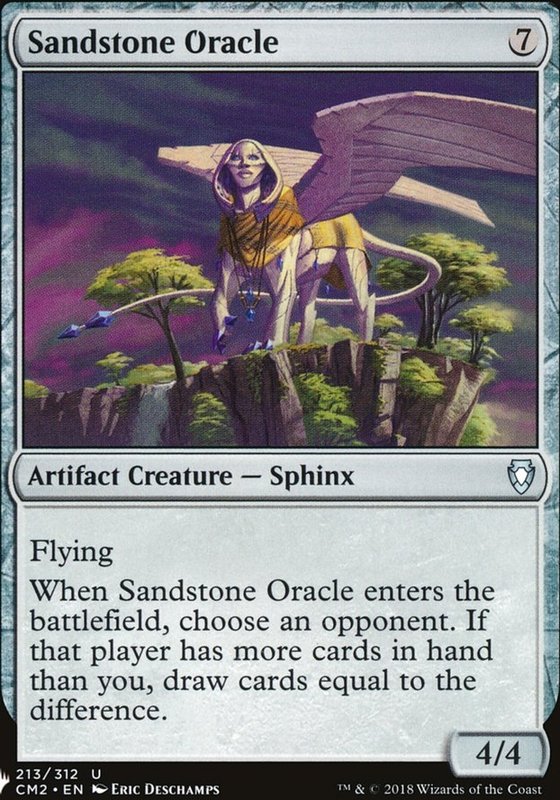 Sandstone Oracle 7
Artifact Creature — Sphinx
Flying
When Sandstone Oracle enters the
battlefield, choose an opponent. If
that player has more cards in hand
than you, draw cards equal to the
difference.
4/4
213/312 U
CM2 • EN Eric Deschamps
™ & © 2018 Wizards of the Coast